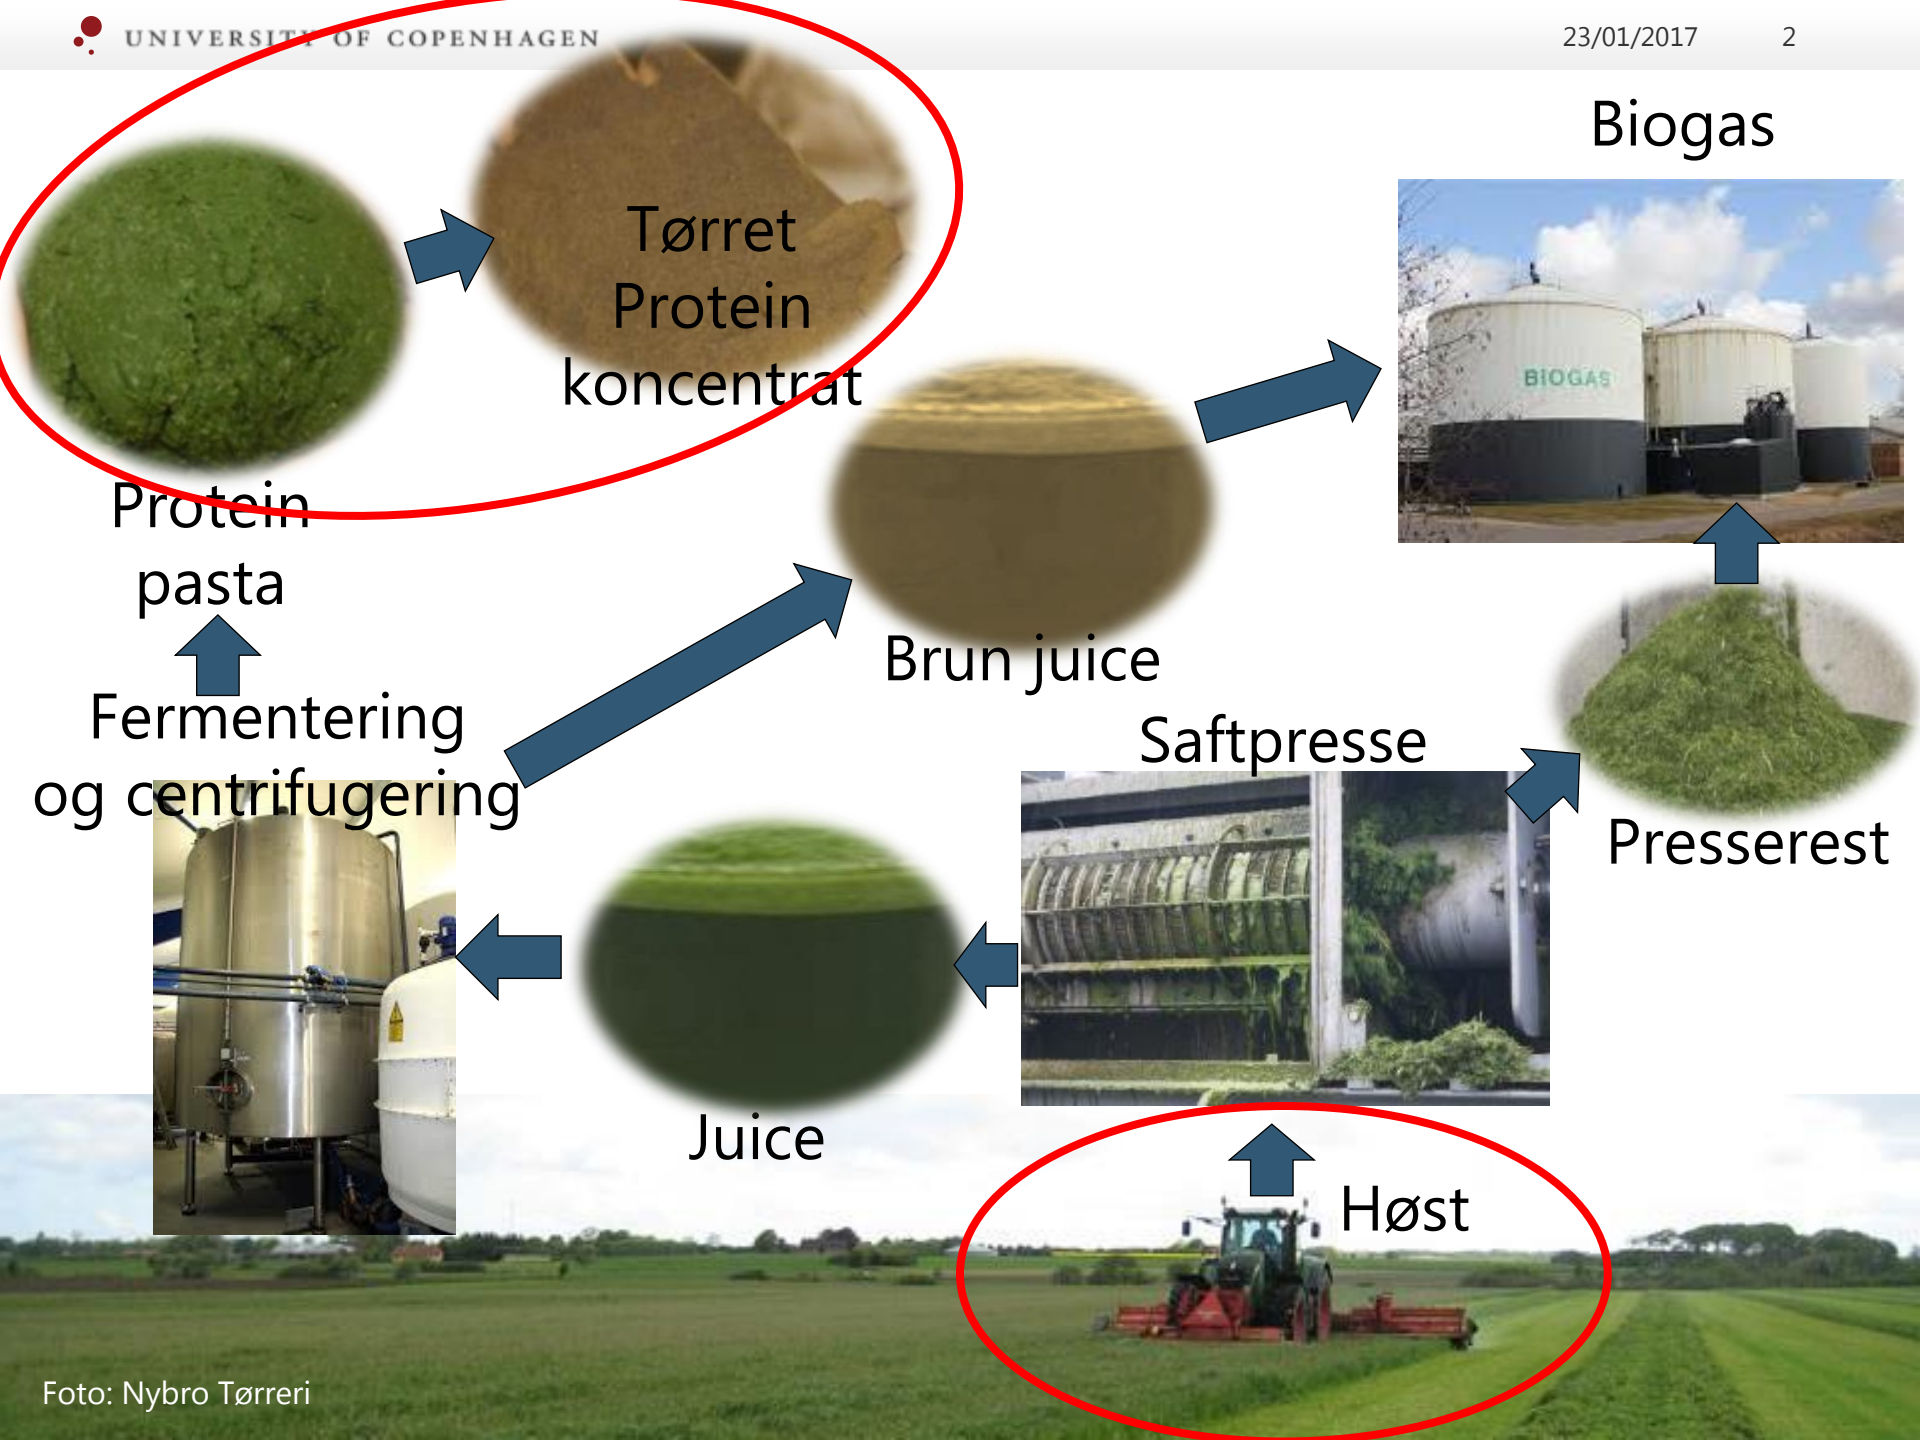 UNIVERSITY OF COPENHAGEN
23/01/2017 2
Biogas
Tørret
Protein
koncentrat
BIOGAS
Protein
pasta
Brun juice
Fermentering
og centrifugering
Saftpresse
Presserest
Juice
Høst
Foto: Nybro Tørreri